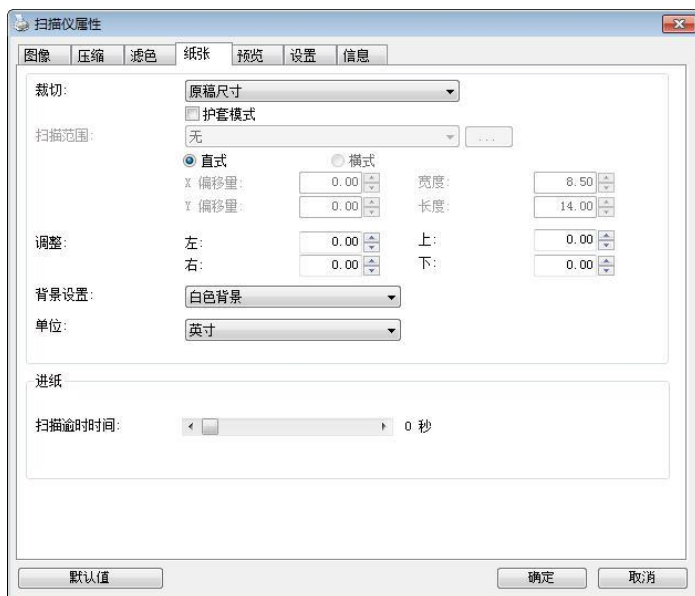 扫描仪属性
图像 压缩 滤色 纸张 预览 设置 信息
裁切: 原稿尺寸
护套模式
扫描范围: 无 ...
直式 横式
X 偏移量: 0.00 宽度: 8.50
Y 偏移量: 0.00 长度: 14.00
调整: 左: 0.00 上: 0.00
右: 0.00 下: 0.00
背景设置: 白色背景
单位: 英寸
进纸
扫描逾时时间: 0 秒
默认值 确定 取消